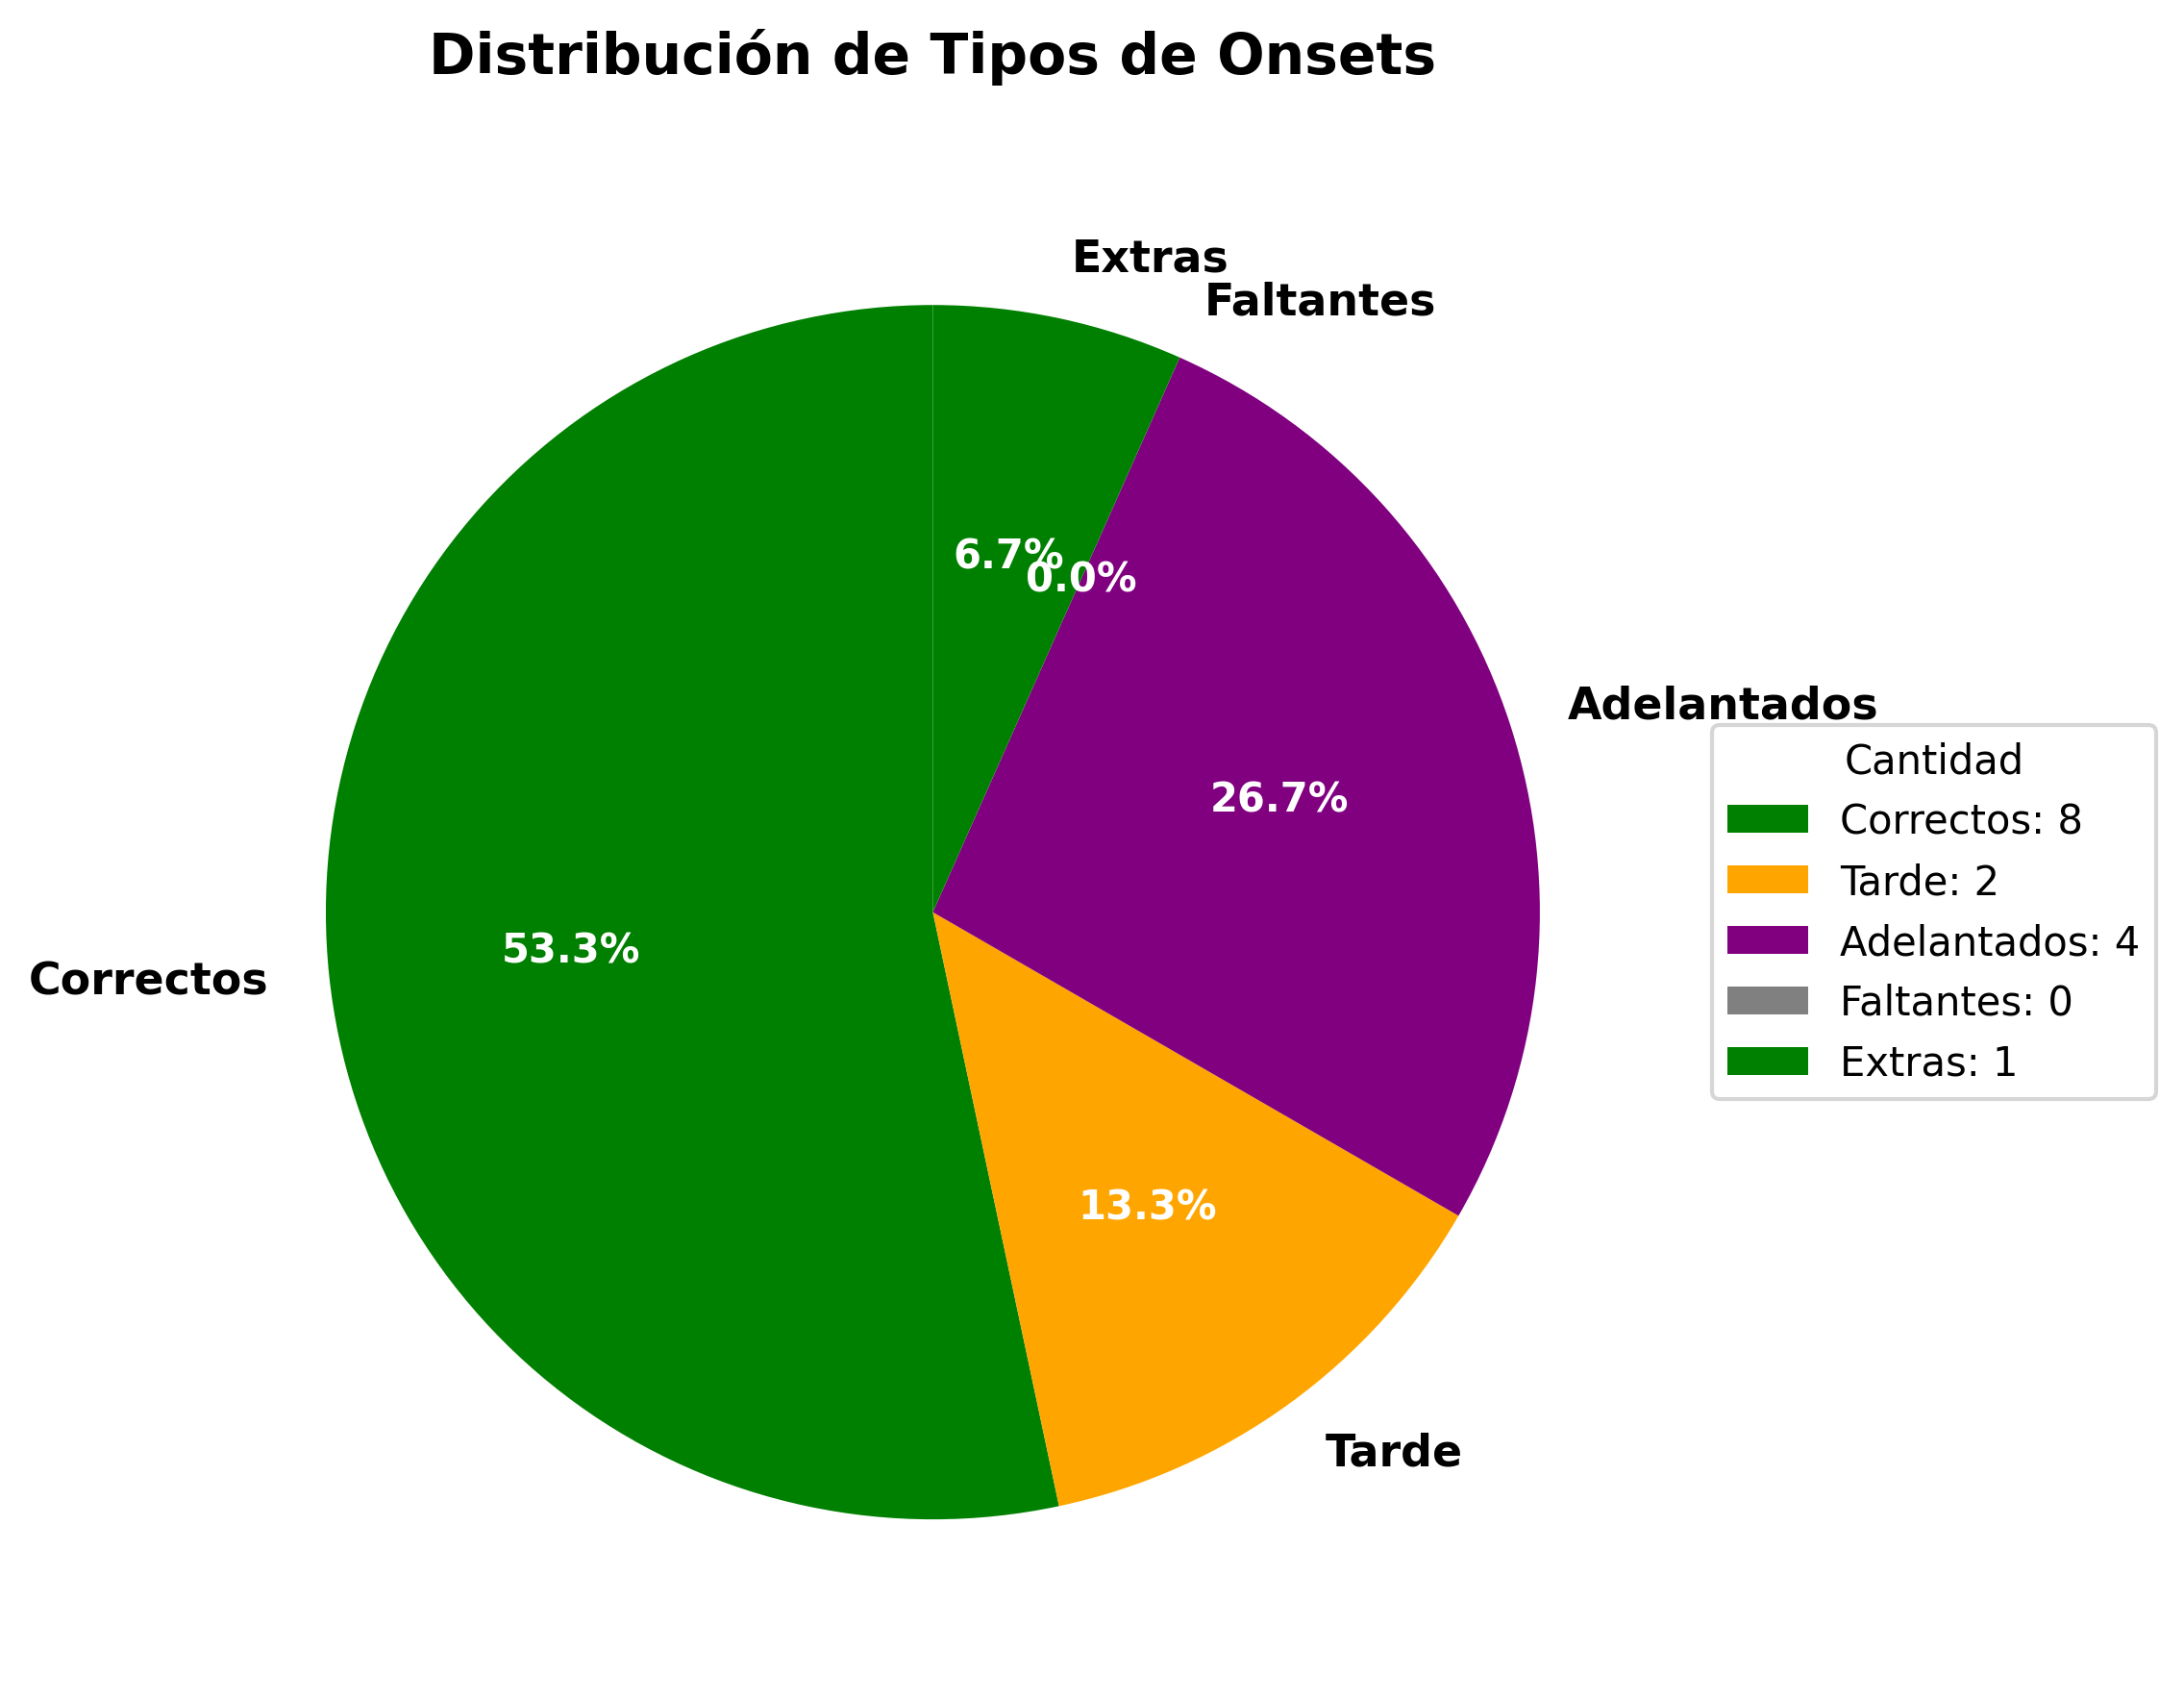 Distribución de Tipos de Onsets
Extras
Faltantes
6.7%
0.0%
Adelantados
26.7%
53.3%
Correctos
13.3%
Tarde
Cantidad
Correctos: 8
Tarde: 2
Adelantados: 4
Faltantes: 0
Extras: 1